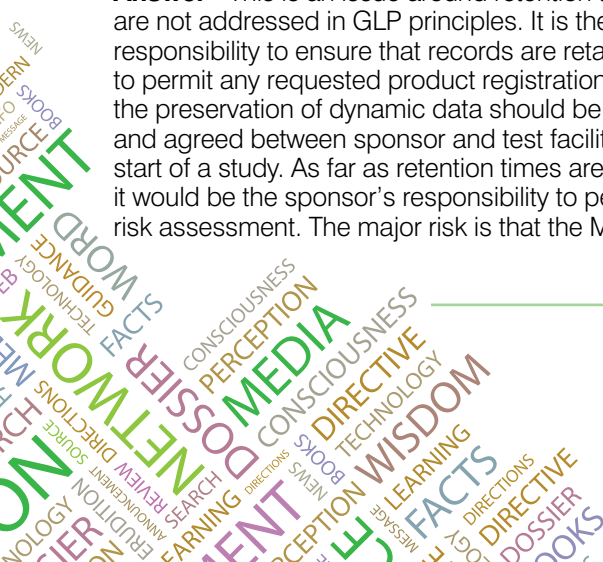 are not addressed in GLP principles. It is the
responsibility to ensure that records are reta
to permit any requested product registration
the preservation of dynamic data should be
and agreed between sponsor and test facilit
start of a study. As far as retention times are
it would be the sponsor's responsibility to pe
risk assessment. The major risk is that the M
NEWS
BOOKS
MESSAGE
WORD
GUIDANCE
TECHNOLOGY
FACTS
NETWORK
DOSSIER
CONSCIOUSNESS
PERCEPTION
MEDIA
CONSCIOUSNESS
DIRECTIVE
TECHNOLOGY
WISDOM
BOOKS
NEWS
DIRECTIONS
SOURCE
DIRECTIONS
REVIEW
ANNOUNCEMENT
SEARCH
ERUDITION
LEARNING
MESSAGE
FACTS
DIRECTIONS
DIRECTIVE
DOSSIER